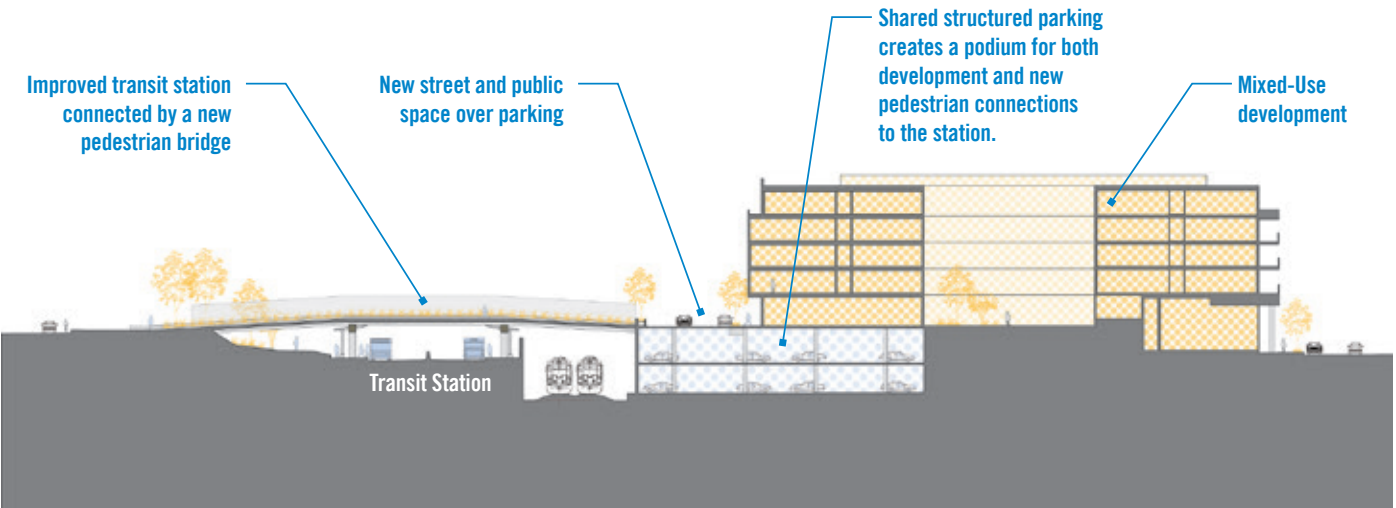 Improved transit station
connected by a new
pedestrian bridge
New street and public
space over parking
Shared structured parking
creates a podium for both
development and new
pedestrian connections
to the station.
Mixed-Use
development
Transit Station